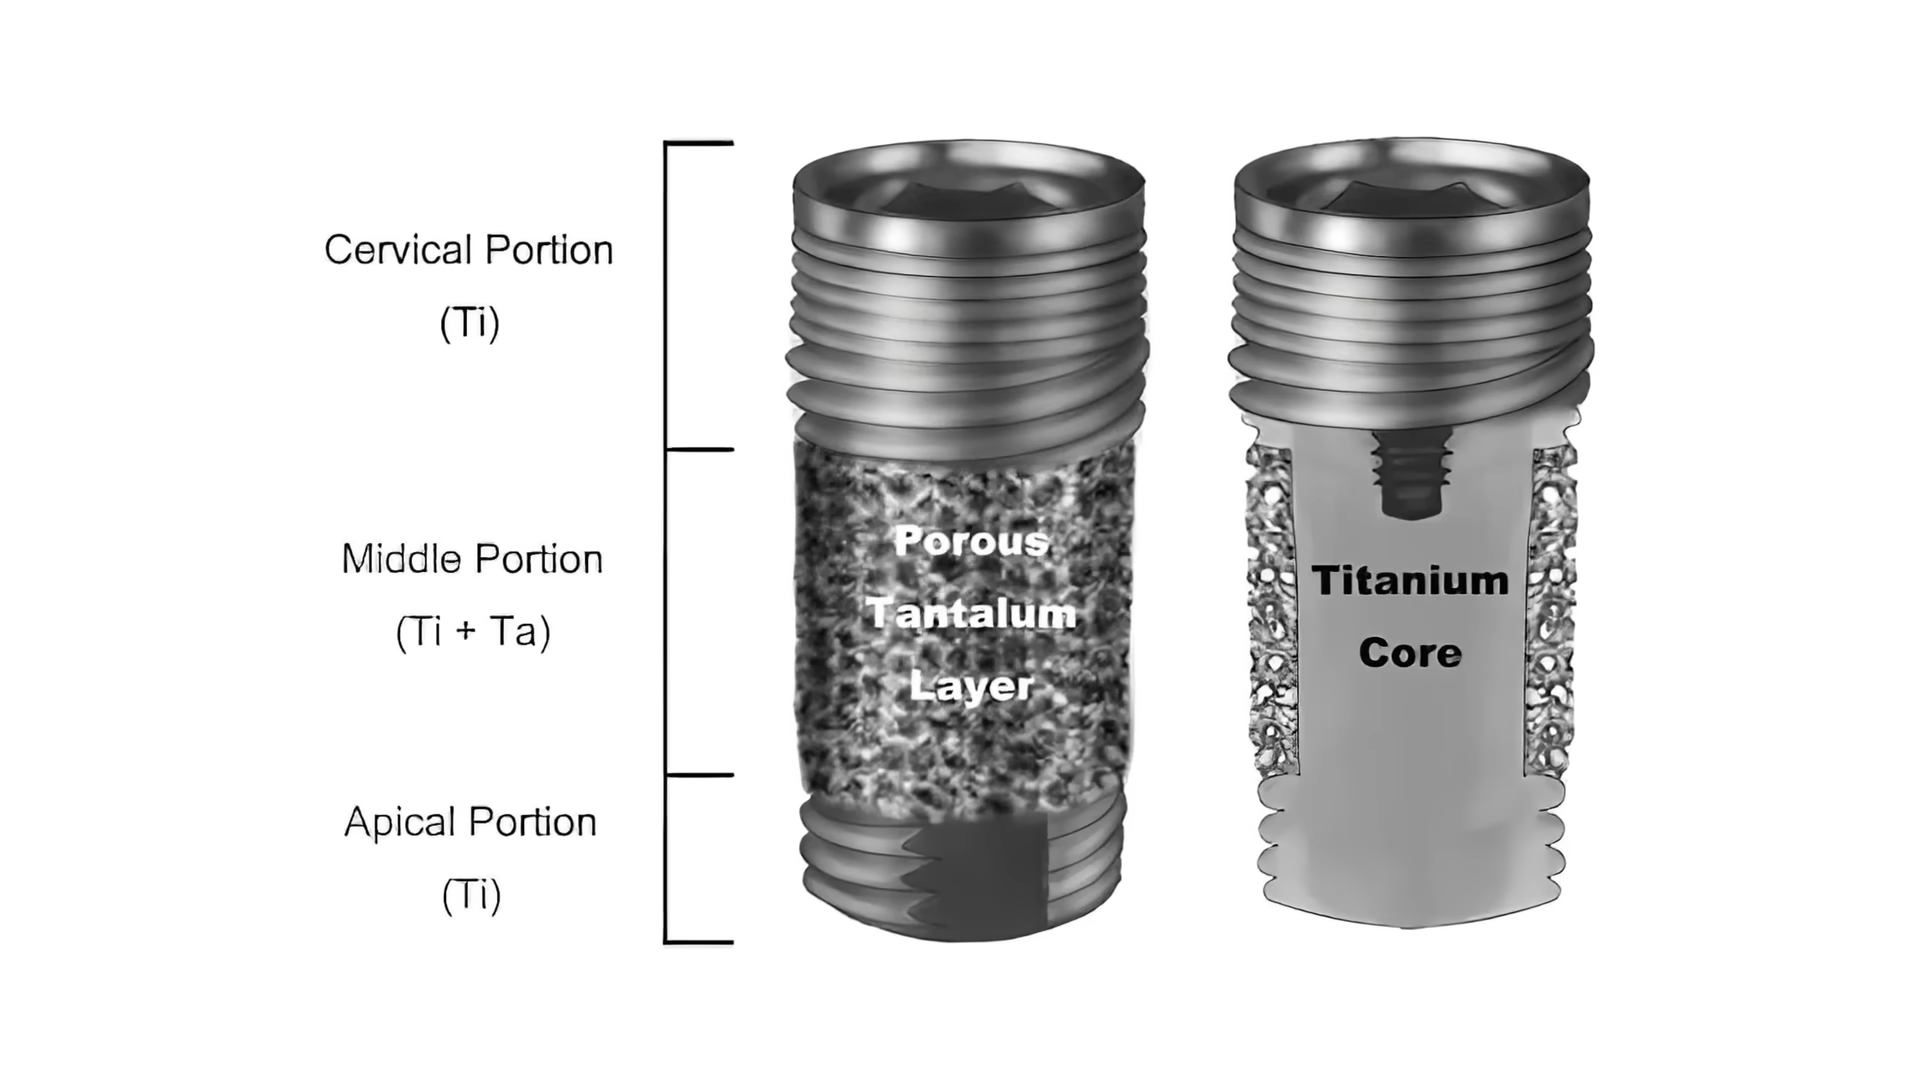 Cervical Portion
(Ti)
Middle Portion
(Ti + Ta)
Apical Portion
(Ti)
Porous
Tantalum
Layer
Titanium
Core